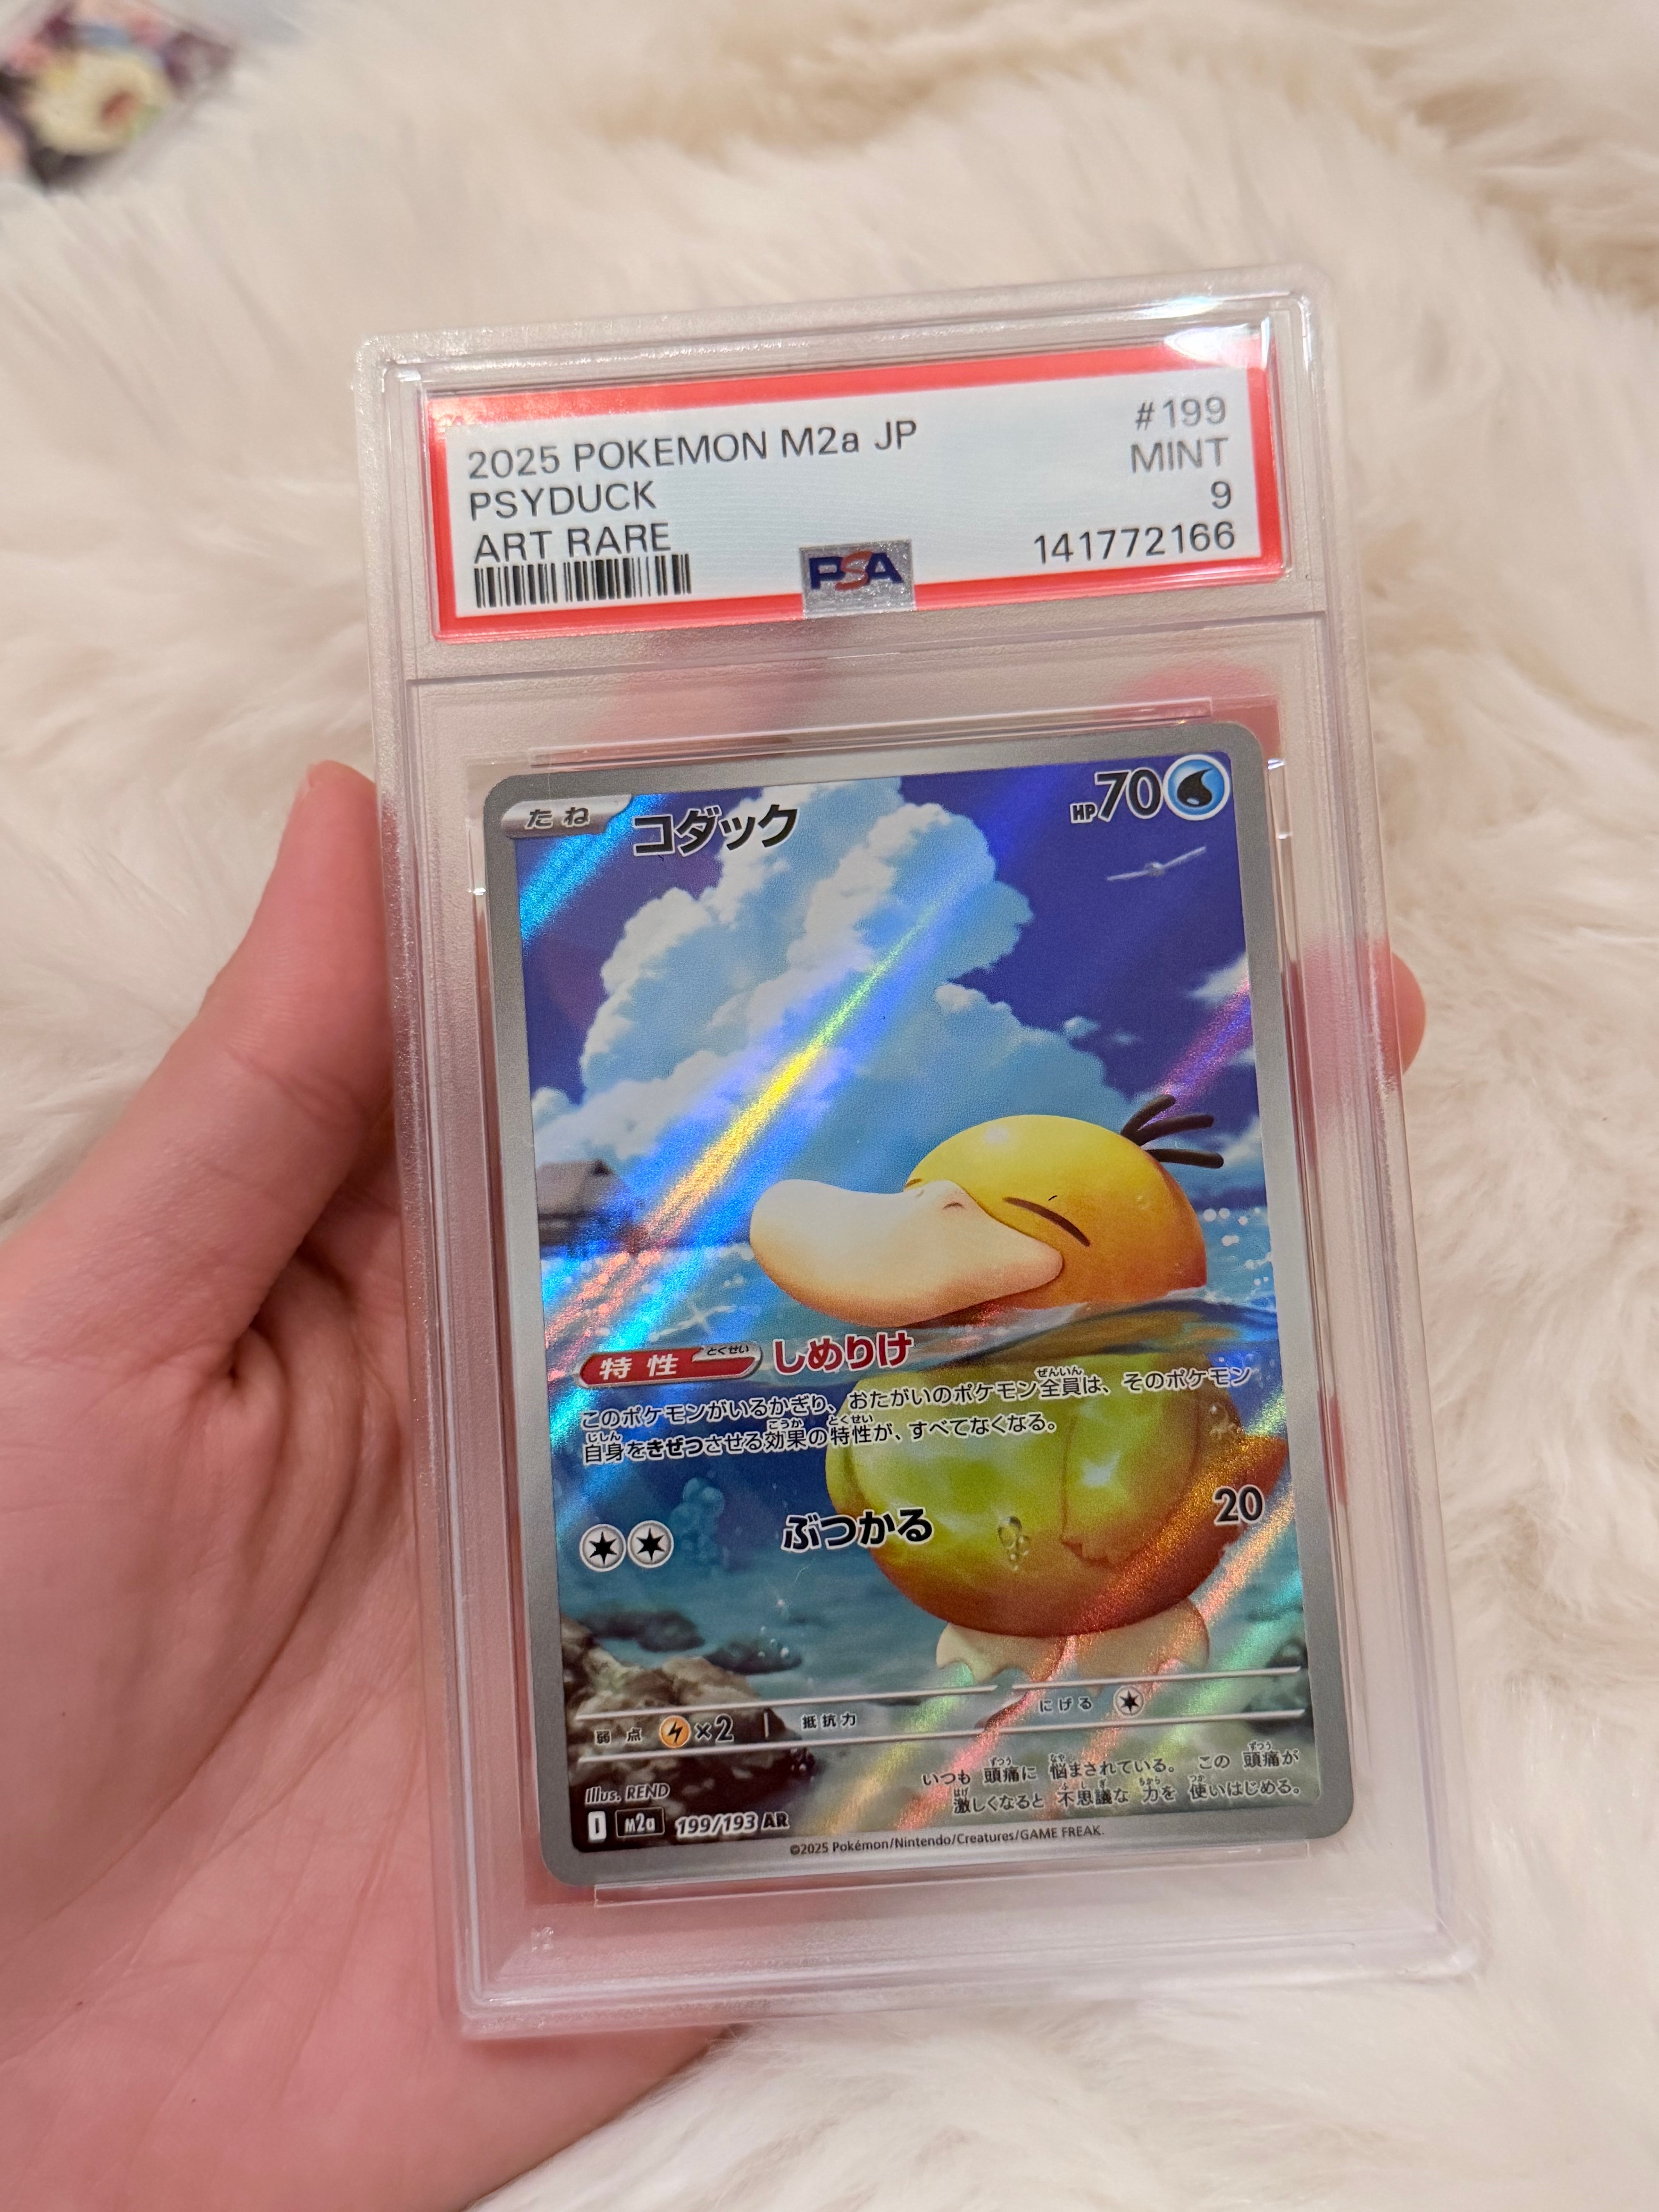 2025 POKEMON M2a JP
#199
PSYDUCK
MINT
ART RARE
9
PSA
141772166
たね
コダック
HP70
特性 とくせい しめりけ
このポケモンがいるかぎり、おたがいのポケモン全員は、そのポケモン
ぜんいん
自身をきぜつさせる効果の特性が、すべてなくなる。
じしん こうか とくせい
ぶつかる
20
弱点 ×2 抵抗力 にげる
いつも 頭痛に 悩まされている。 この 頭痛が
ずつう なや ずつう
激しくなると 不思議な 力を 使いはじめる。
はげ ふしぎ ちから つか
Illus. REND
I m2a 199/193 AR
©2025 Pokémon/Nintendo/Creatures/GAME FREAK.